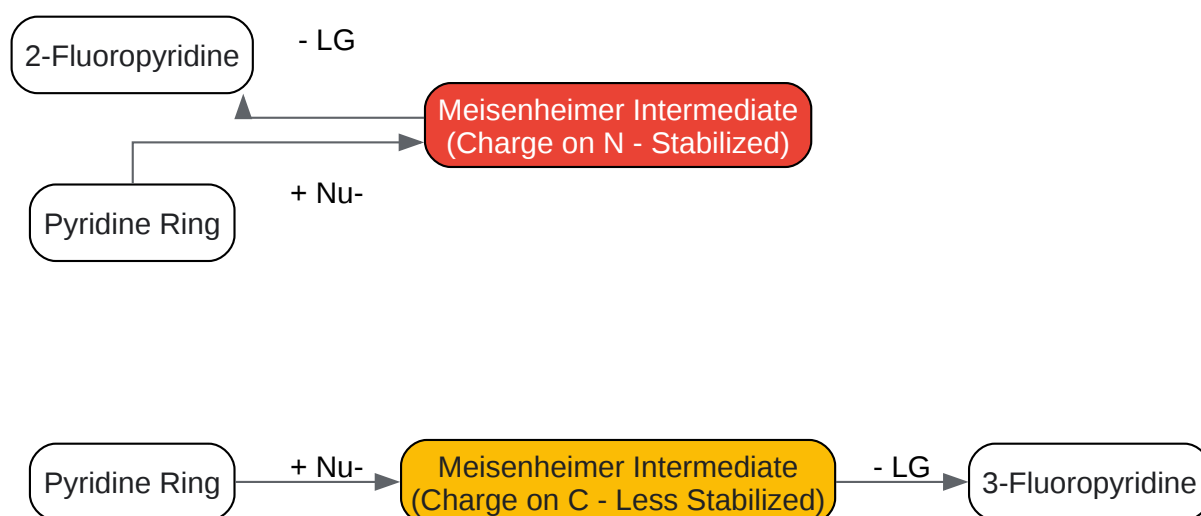 2-Fluoropyridine
- LG
Meisenheimer Intermediate
(Charge on N - Stabilized)
+ Nu-
Pyridine Ring
Pyridine Ring
+ Nu-
Meisenheimer Intermediate
(Charge on C - Less Stabilized)
- LG
3-Fluoropyridine